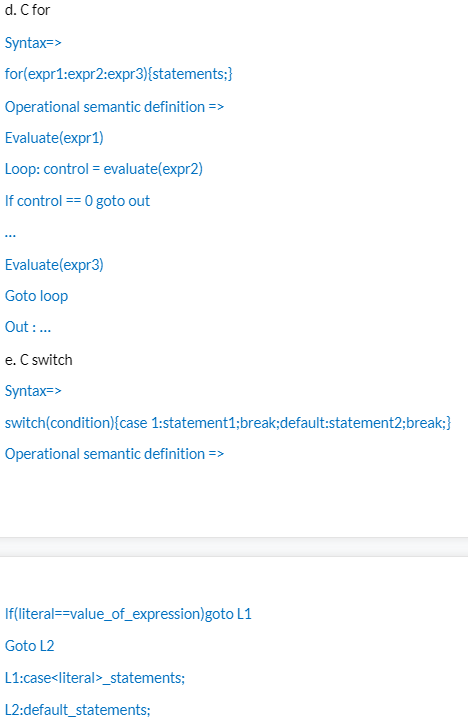 d. C for
Syntax=>
for(expr1:expr2:expr3){statements;}
Operational semantic definition =>
Evaluate(expr1)
Loop: control = evaluate(expr2)
If control == 0 goto out
...
Evaluate(expr3)
Goto loop
Out : ...
e. C switch
Syntax=>
switch(condition){case 1:statement1;break;default:statement2;break;}
Operational semantic definition =>
If(literal==value_of_expression)goto L1
Goto L2
L1:case<literal>_statements;
L2:default_statements;